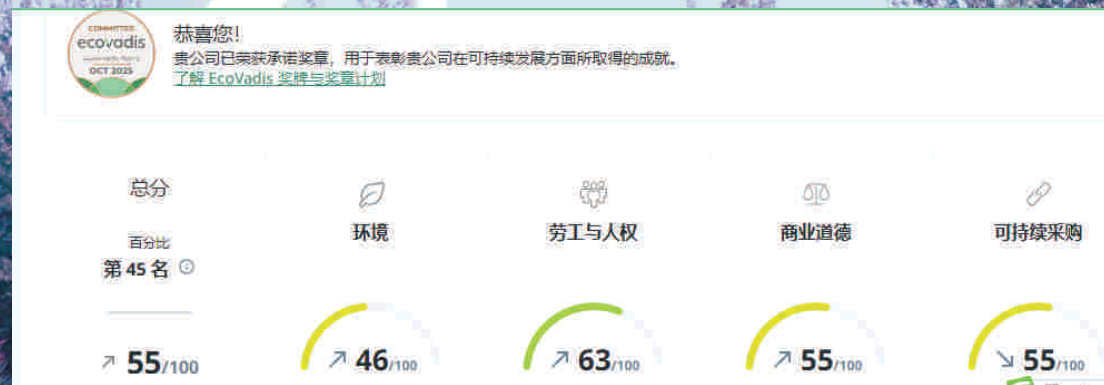 COMMITTED
ecovadis
OCT 2025
恭喜您!
贵公司已荣获承诺奖章，用于表彰贵公司在可持续发展方面所取得的成就。
了解 EcoVadis 奖牌与奖章计划
总分
百分比
第 45 名
55/100
环境
46/100
劳工与人权
63/100
商业道德
55/100
可持续采购
55/100